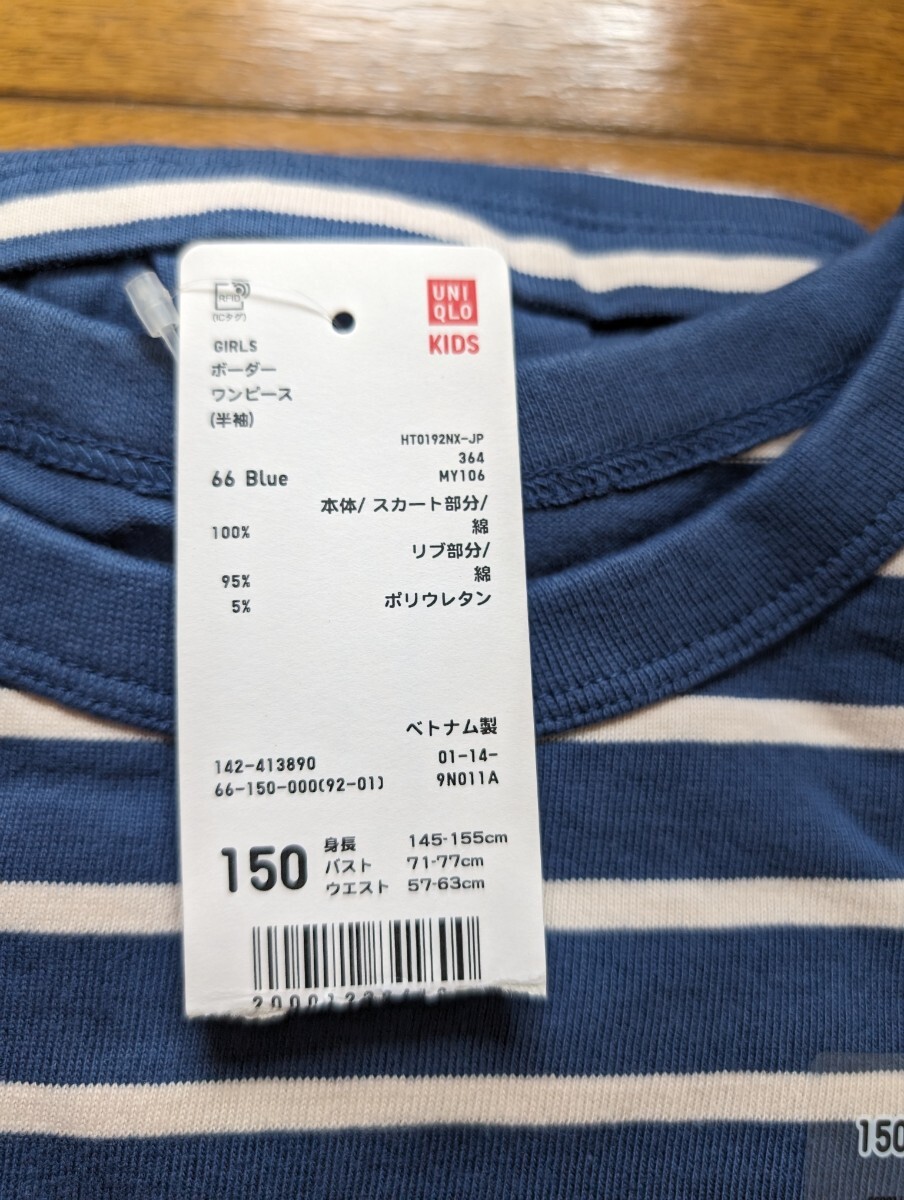 RFID
(ICタグ)
UNI
QLO
KIDS
GIRLS
ボーダー
ワンピース
(半袖)
HT0192NX-JP
364
66 Blue
MY106
本体/ スカート部分/
100% 綿
リブ部分/
95% 綿
5% ポリウレタン
ベトナム製
142-413890 01-14-
66-150-000(92-01) 9N011A
150
身長 145-155cm
バスト 71-77cm
ウエスト 57-63cm
150